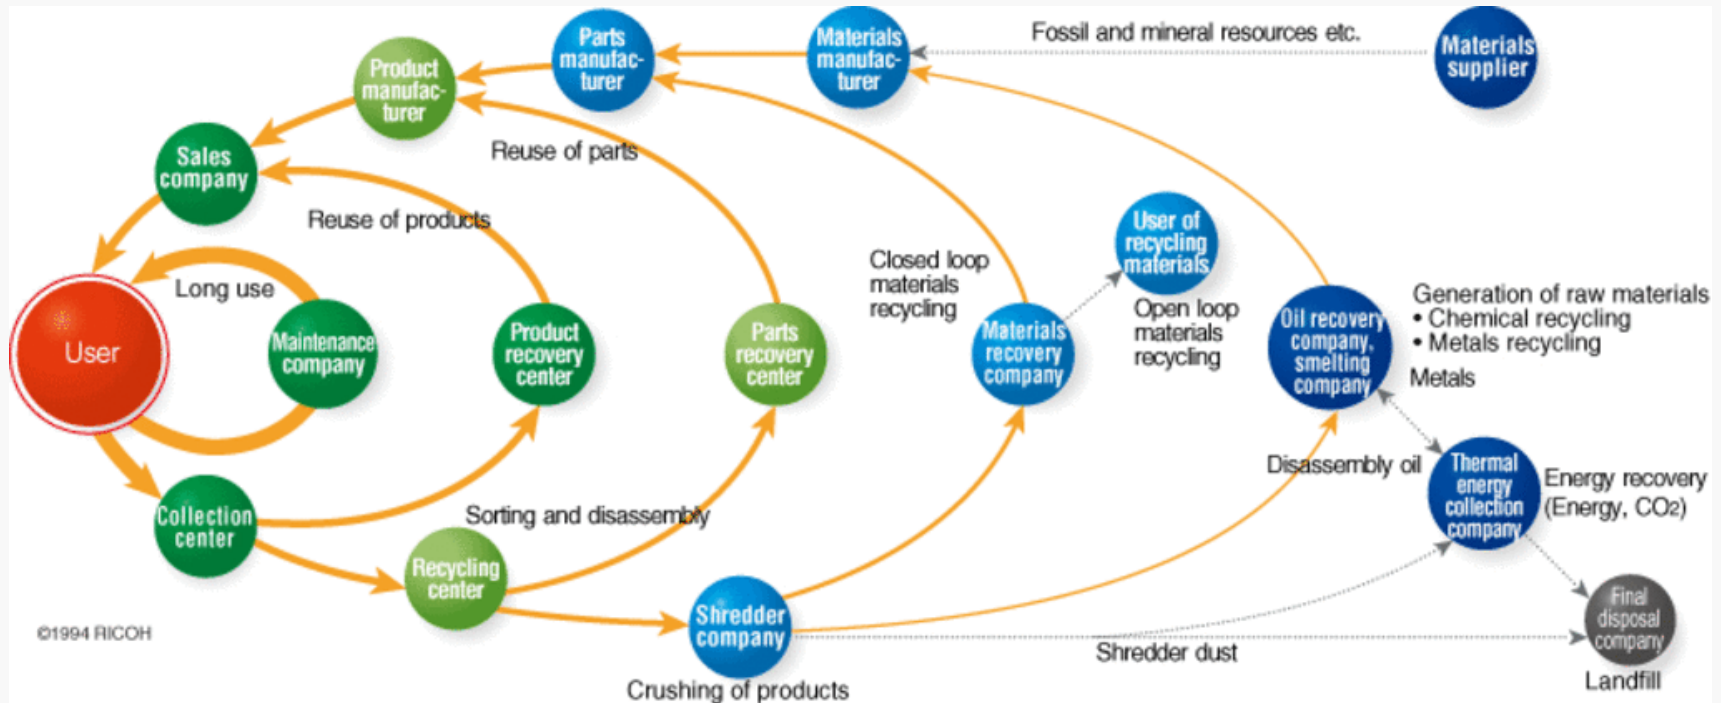 Parts
manufac-
turer
Materials
manufac-
turer
Fossil and mineral resources etc.
Materials
supplier
Product
manufac-
turer
Sales
company
Reuse of parts
Reuse of products
Long use
User
Maintenance
company
Product
recovery
center
Parts
recovery
center
Closed loop
materials
recycling
Materials
recovery
company
User of
recycling
materials
Open loop
materials
recycling
Oil recovery
company,
smelting
company
Generation of raw materials
• Chemical recycling
• Metals recycling
Metals
Disassembly oil
Thermal
energy
collection
company
Energy recovery
(Energy, CO2)
Collection
center
Sorting and disassembly
Recycling
center
Shredder
company
Crushing of products
Shredder dust
Final
disposal
company
Landfill
©1994 RICOH